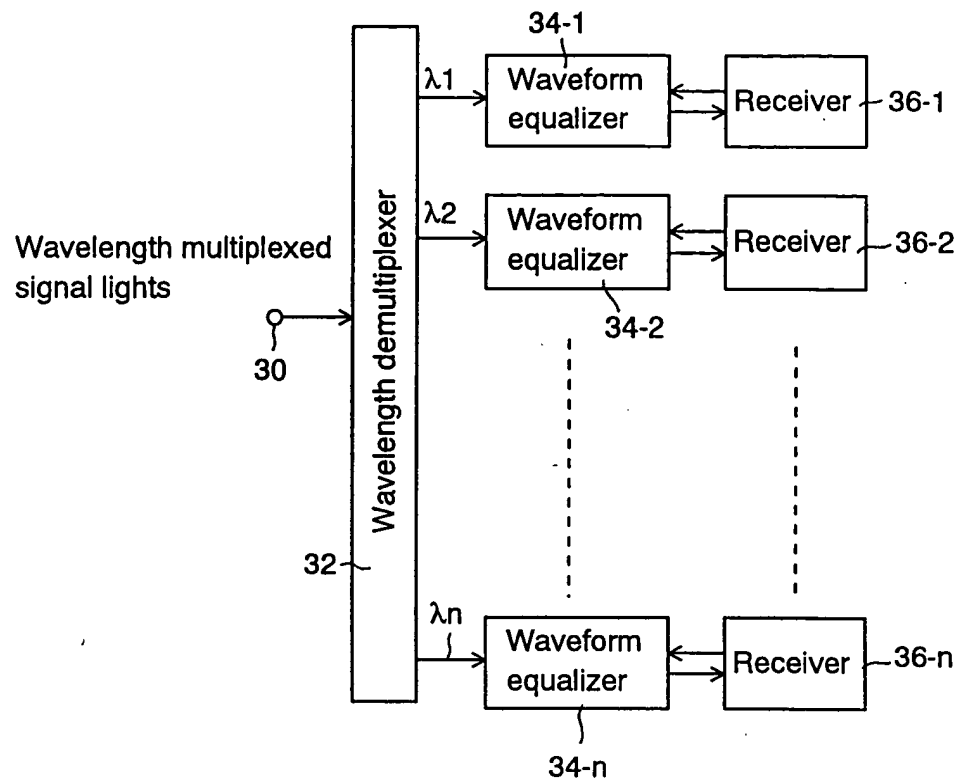 34-1
λ1
Waveform
equalizer
Receiver
36-1
λ2
Waveform
equalizer
Receiver
36-2
34-2
Wavelength multiplexed
signal lights
30
Wavelength demultiplexer
32
λn
Waveform
equalizer
Receiver
36-n
34-n